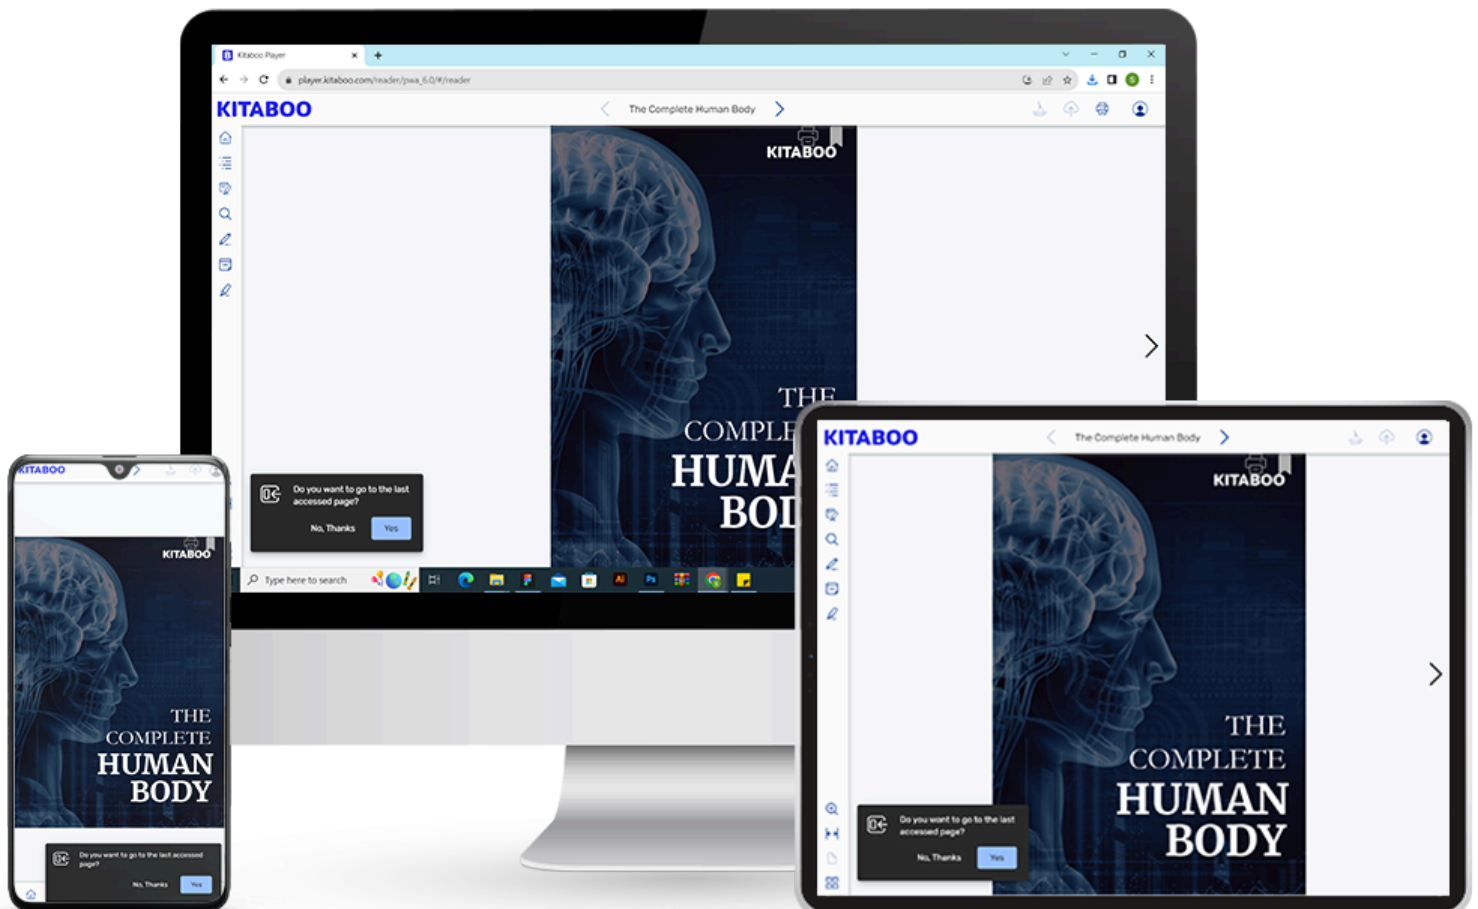 Kitaboo Player
player.kitaboo.com/reader/pwa_6.0/#/reader
S
KITABOO
The Complete Human Body
KITABOO
THE
COMPLE
HUMA
BOD
Do you want to go to the last
accessed page?
No, Thanks
Yes
Type here to search
Ai
Ps
KITABOO
KITABOO
THE
COMPLETE
HUMAN
BODY
Do you want to go to the last accessed
page?
No, Thanks
Yes
KITABOO
The Complete Human Body
KITABOO
THE
COMPLETE
HUMAN
BODY
Do you want to go to the last
accessed page?
No, Thanks
Yes